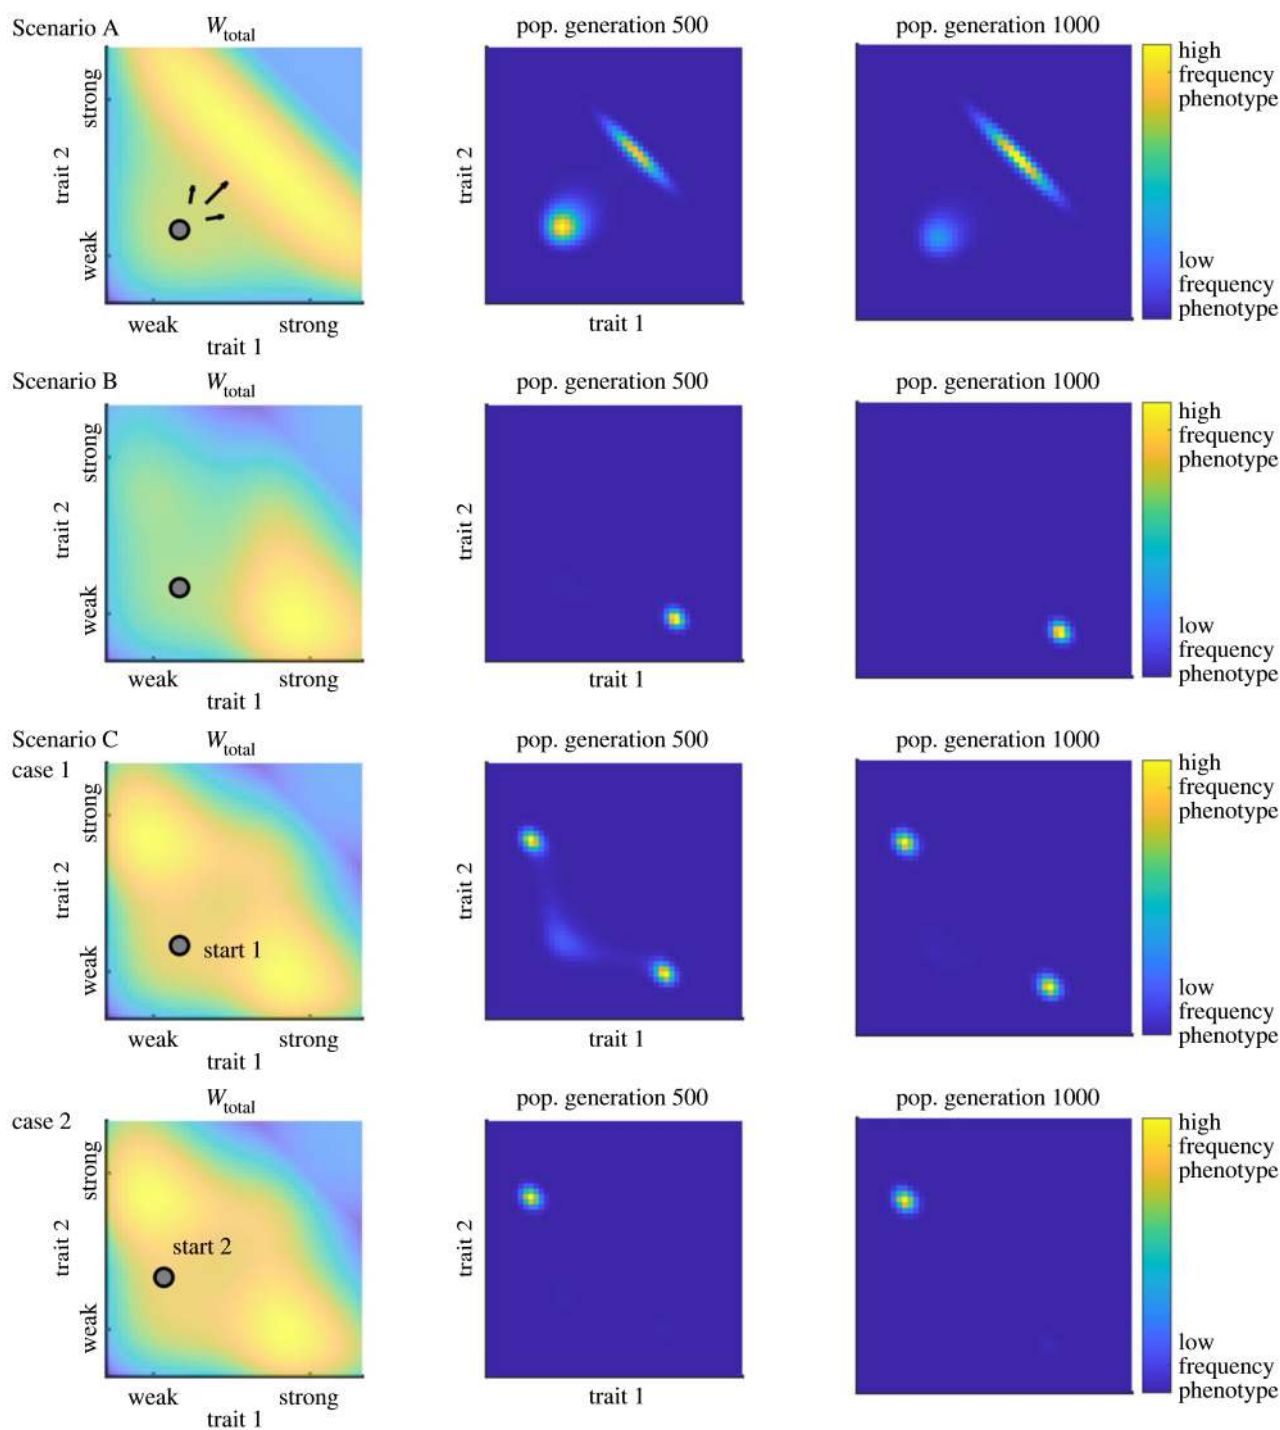 Scenario A
W total
pop. generation 500
pop. generation 1000
strong
trait 2
weak
weak
strong
trait 1
trait 2
trait 1
high
frequency
phenotype
low
frequency
phenotype
Scenario B
W total
pop. generation 500
pop. generation 1000
strong
trait 2
weak
weak
strong
trait 1
trait 2
trait 1
high
frequency
phenotype
low
frequency
phenotype
Scenario C
case 1
W total
pop. generation 500
pop. generation 1000
strong
trait 2
weak
start 1
weak
strong
trait 1
trait 2
trait 1
high
frequency
phenotype
low
frequency
phenotype
case 2
W total
pop. generation 500
pop. generation 1000
strong
trait 2
weak
start 2
weak
strong
trait 1
trait 2
trait 1
high
frequency
phenotype
low
frequency
phenotype